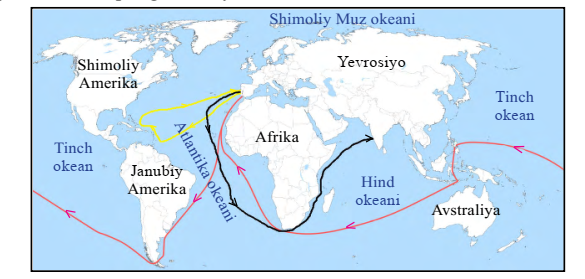 Shimoliy Muz okeani
Shimoliy
Amerika
Yevrosiyo
Tinch
okean
Afrika
Atlantika okeani
Tinch
okean
Janubiy
Amerika
Hind
okeani
Avstraliya